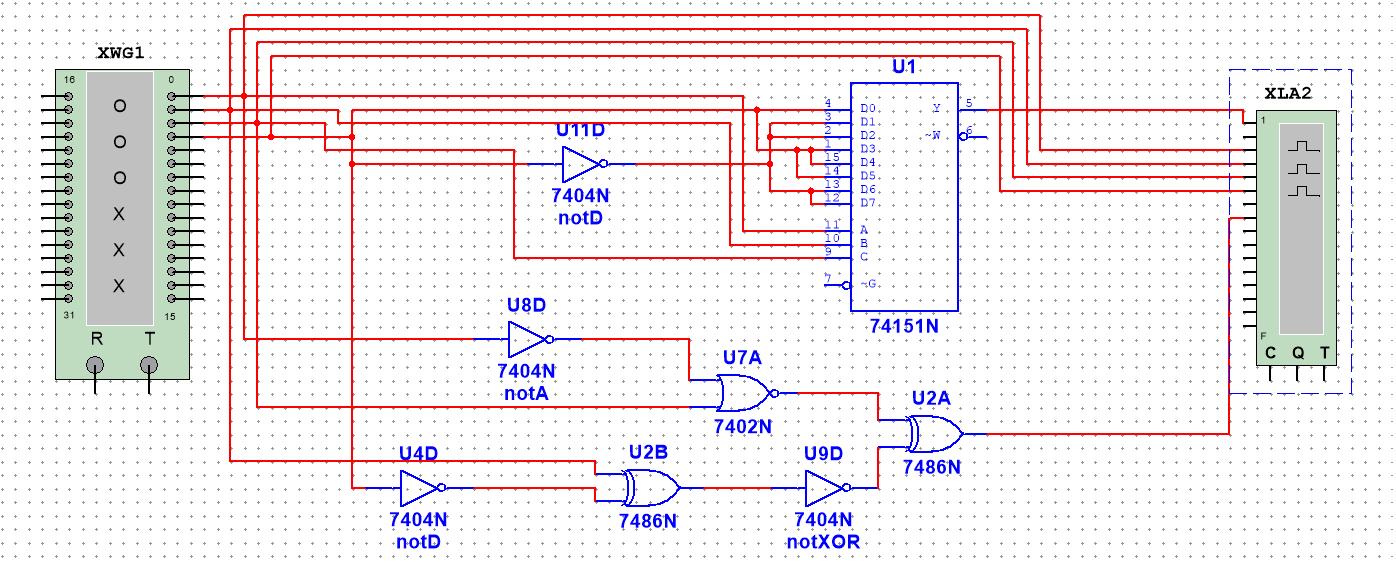 XWG1
16 0
O
O
O
X
X
X
31 15
R T
U11D
7404N
notD
U1
4 D0 Y 5
3 D1
2 D2 ~W 6
1 D3
15 D4
14 D5
13 D6
12 D7
11 A
10 B
9 C
7 ~G
74151N
XLA2
1
F
C Q T
U8D
7404N
notA
U7A
7402N
U2A
7486N
U4D
7404N
notD
U2B
7486N
U9D
7404N
notXOR